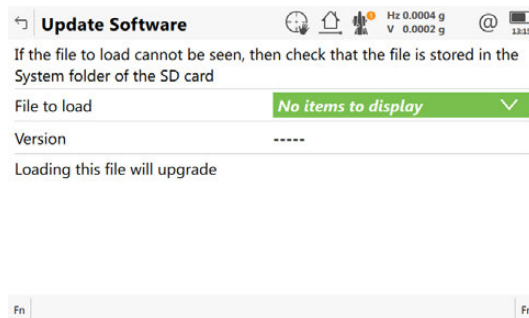 Update Software
Hz 0.0004 g
V 0.0002 g
@
If the file to load cannot be seen, then check that the file is stored in the
System folder of the SD card
File to load
No items to display
Version
-----
Loading this file will upgrade
Fn